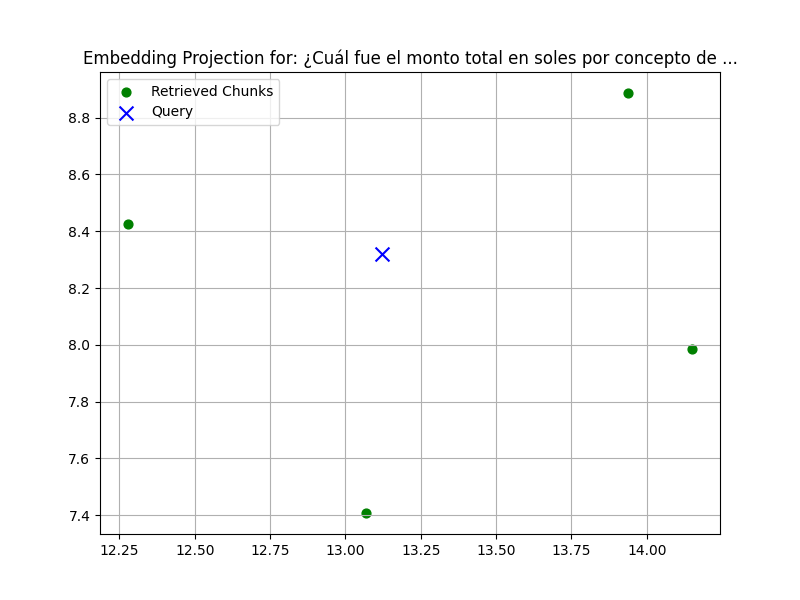 Embedding Projection for: ¿Cuál fue el monto total en soles por concepto de ...
Retrieved Chunks
Query
8.8
8.6
8.4
8.2
8.0
7.8
7.6
7.4
12.25 12.50 12.75 13.00 13.25 13.50 13.75 14.00